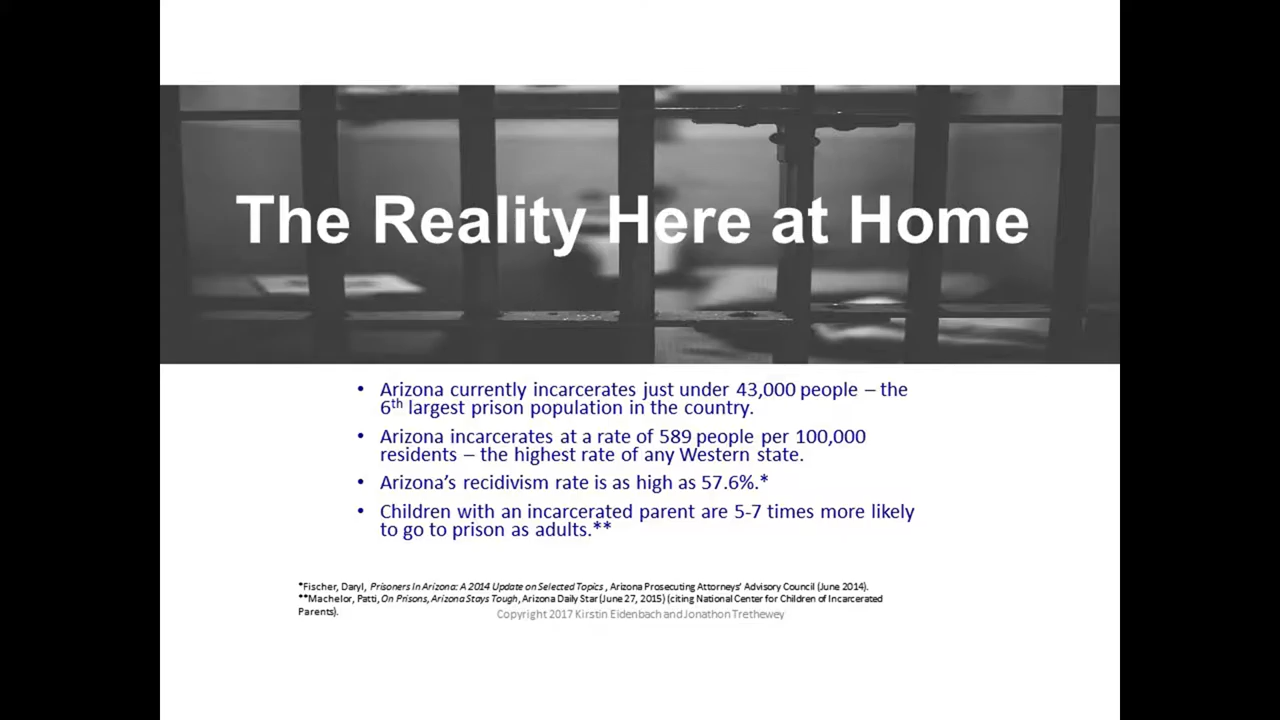 The Reality Here at Home
• Arizona currently incarcerates just under 43,000 people – the
6th largest prison population in the country.
• Arizona incarcerates at a rate of 589 people per 100,000
residents – the highest rate of any Western state.
• Arizona’s recidivism rate is as high as 57.6%.*
• Children with an incarcerated parent are 5-7 times more likely
to go to prison as adults.**
*Fischer, Daryl, Prisoners In Arizona: A 2014 Update on Selected Topics , Arizona Prosecuting Attorneys’ Advisory Council (June 2014).
**Machelor, Patti, On Prisons, Arizona Stays Tough, Arizona Daily Star (June 27, 2015) (citing National Center for Children of Incarcerated
Parents).
Copyright 2017 Kirstin Eidenbach and Jonathon Trethewey